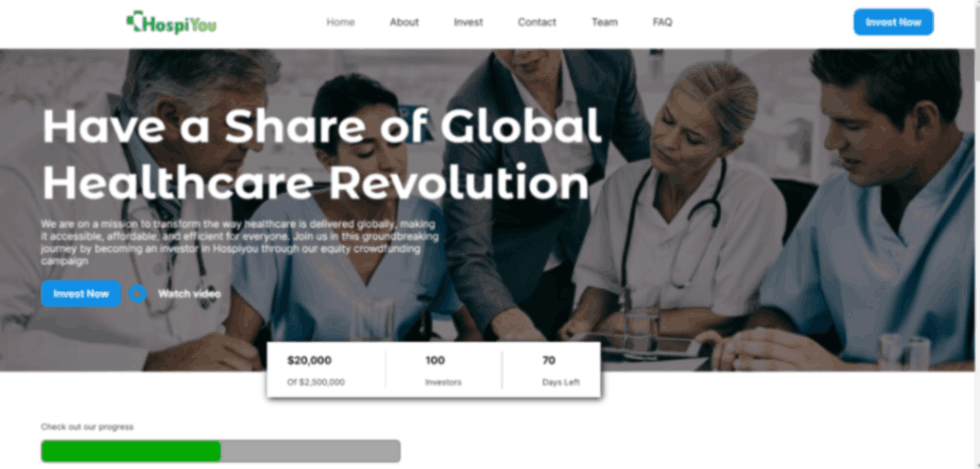 HospiYou
Home About Invest Contact Team FAQ
Invest Now
Have a Share of Global
Healthcare Revolution
We are on a mission to transform the way healthcare is delivered globally, making
it accessible, affordable, and efficient for everyone. Join us in this groundbreaking
journey by becoming an investor in Hospiyou through our equity crowdfunding
campaign
Invest Now
Watch video
$20,000 100 70
Of $2,500,000 Investors Days Left
Check out our progress